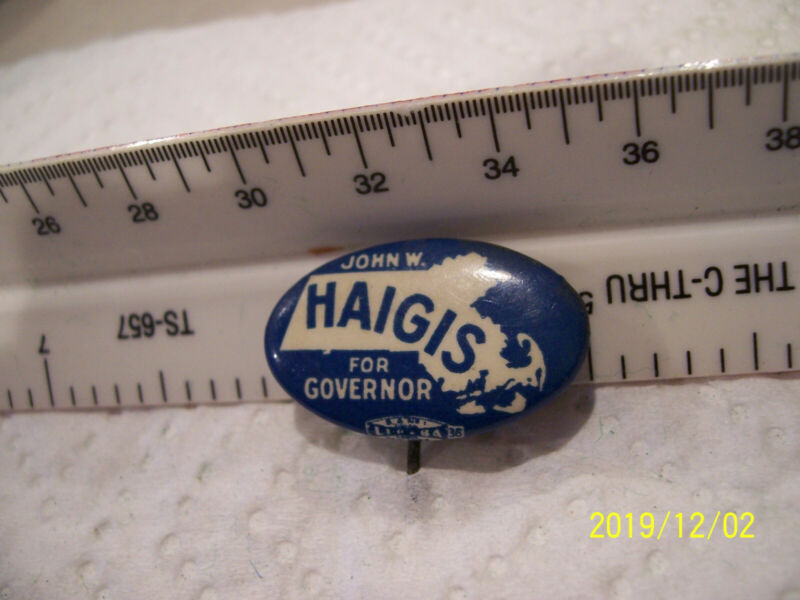 26 28 30 32 34 36 38
THE C-THRU
TS-657
7
5
JOHN W.
HAIGIS
FOR
GOVERNOR
2019/12/02